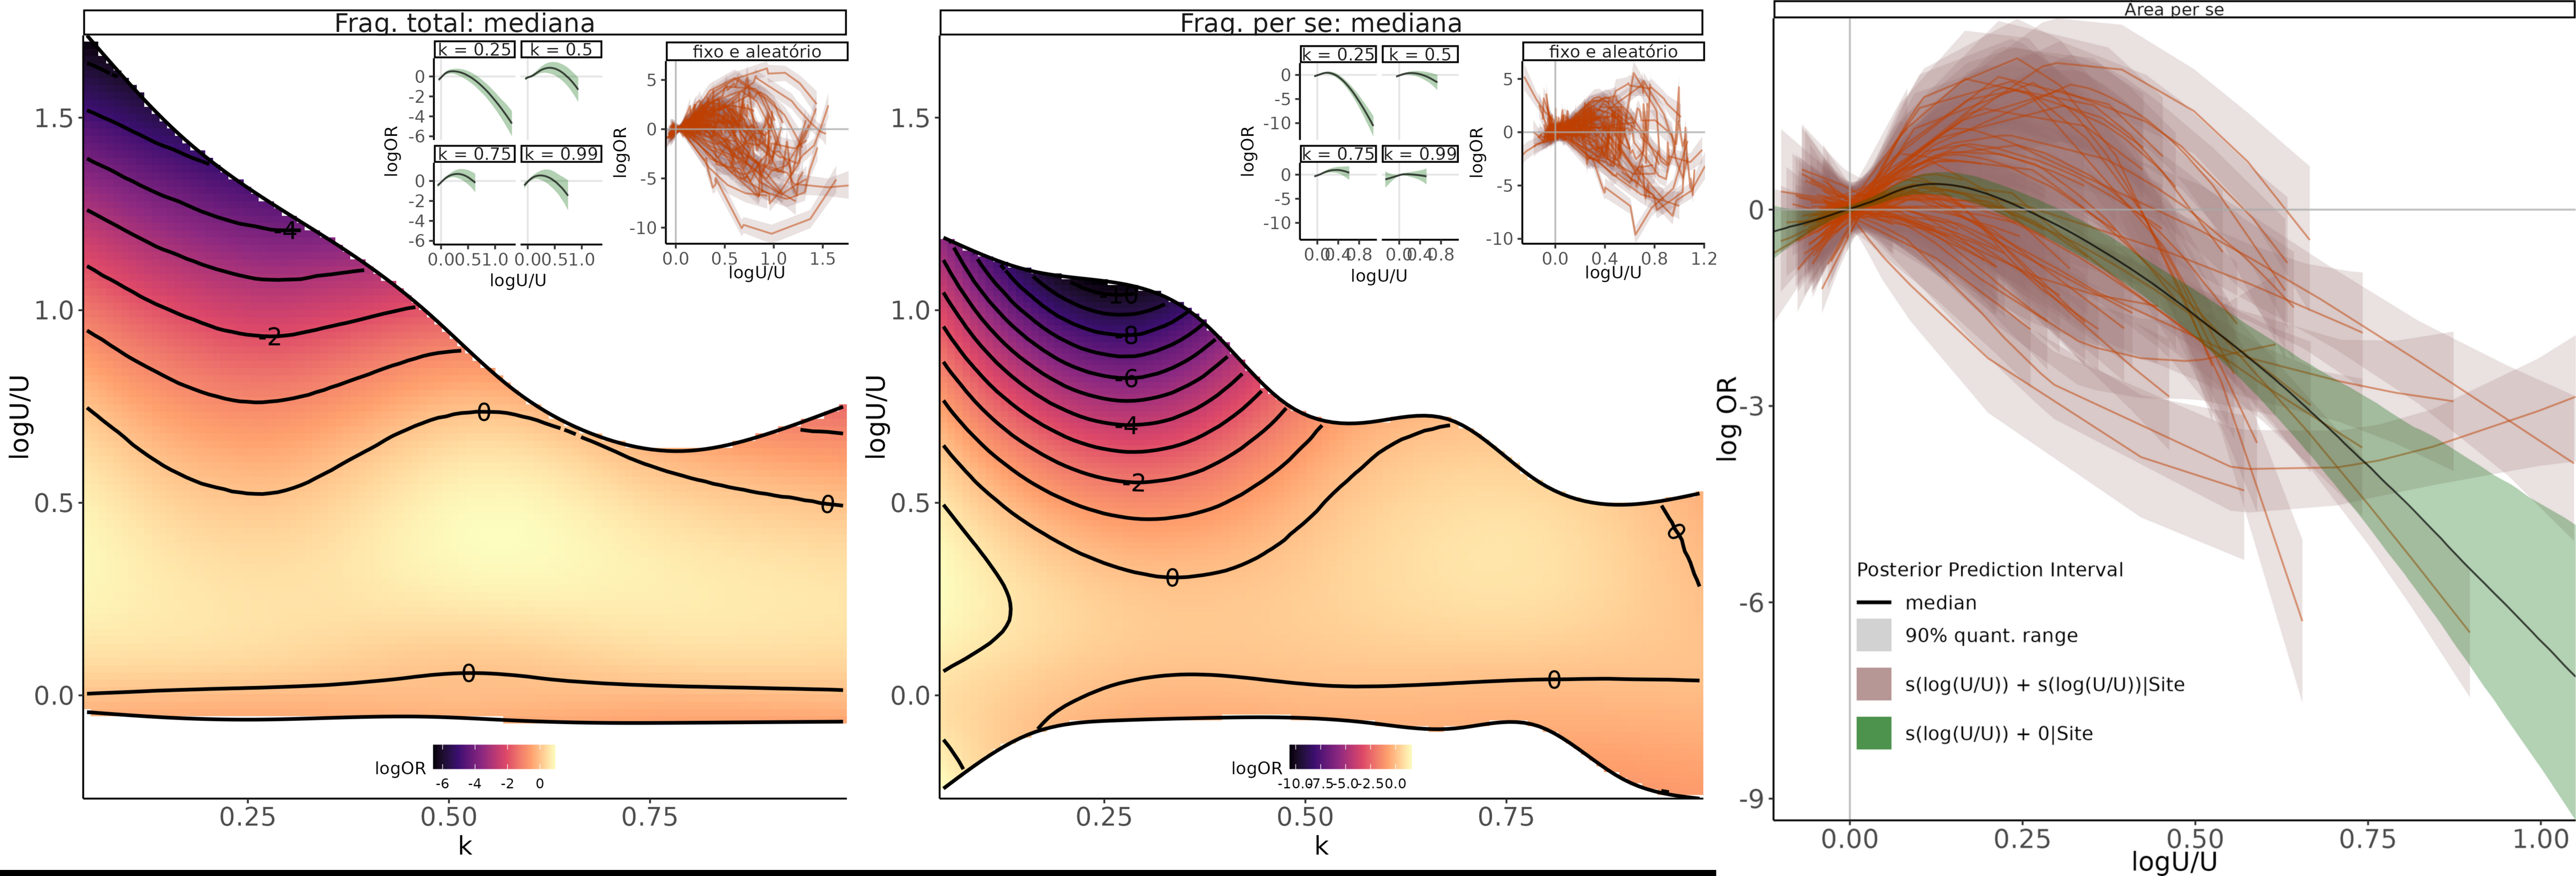 Frag. total: mediana
k = 0.25
k = 0.5
0
-2
-4
-6
k = 0.75
k = 0.99
0
-2
-4
-6
0.00.51.0
0.00.51.0
logOR
logU/U
fixo e aleatório
5
0
-5
-10
0.0
0.5
1.0
1.5
logOR
logU/U
1.5
1.0
0.5
0.0
logU/U
-4
-2
0
0
0
logOR
-6
-4
-2
0
0.25
0.50
0.75
k
Frag. per se: mediana
k = 0.25
k = 0.5
0
-5
-10
k = 0.75
k = 0.99
0
-5
-10
0.00.40.8
0.00.40.8
logOR
logU/U
fixo e aleatório
5
0
-5
-10
0.0
0.4
0.8
1.2
logOR
logU/U
1.5
1.0
0.5
0.0
logU/U
-10
-8
-6
-4
-2
0
0
0
logOR
-10.0-7.5-5.0-2.50.0
0.25
0.50
0.75
k
Area per se
0
-3
-6
-9
log OR
Posterior Prediction Interval
median
90% quant. range
s(log(U/U)) + s(log(U/U))|Site
s(log(U/U)) + 0|Site
0.00
0.25
0.50
0.75
1.00
logU/U